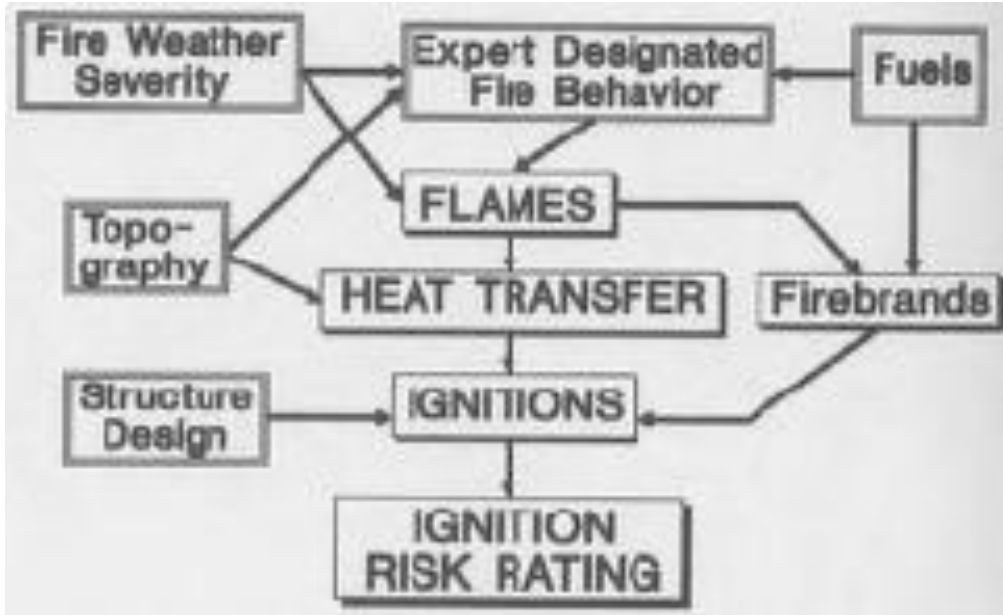 Fire Weather
Severity
Expert Designated
Fire Behavior
Fuels
FLAMES
Topo-
graphy
HEAT TRANSFER
Firebrands
Structure
Design
IGNITIONS
IGNITION
RISK RATING